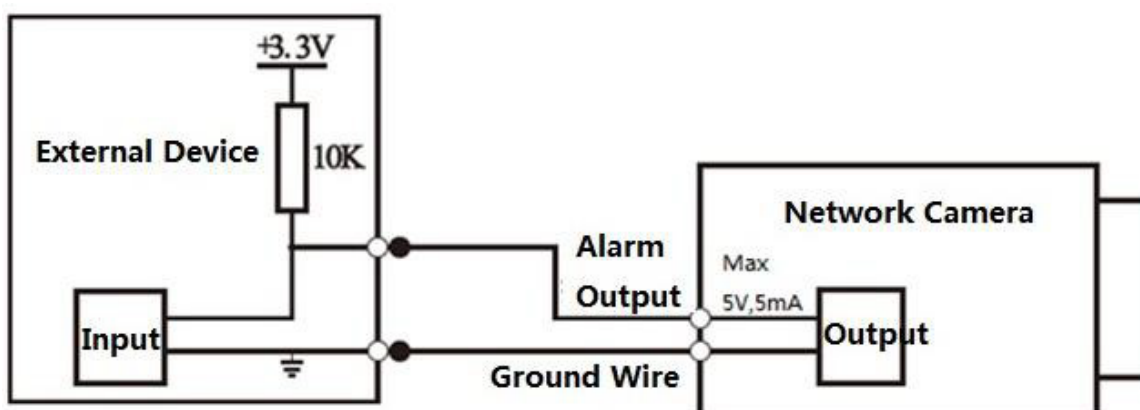 +3.3V
External Device
10K
Network Camera
Alarm
Output
Max
5V,5mA
Input
Output
Ground Wire